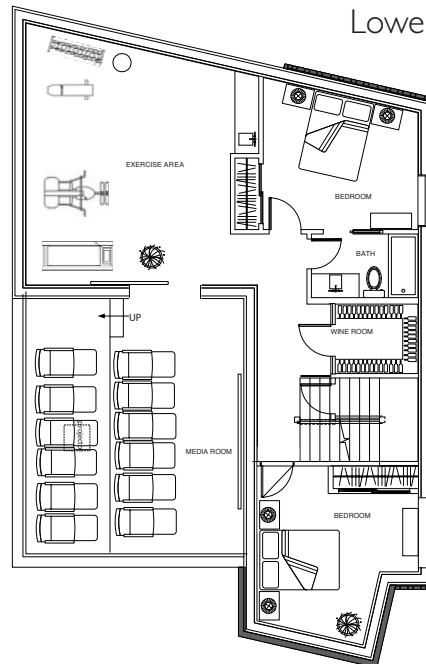 Lowe
EXERCISE AREA
BEDROOM
BATH
UP
WINE ROOM
MEDIA ROOM
BEDROOM